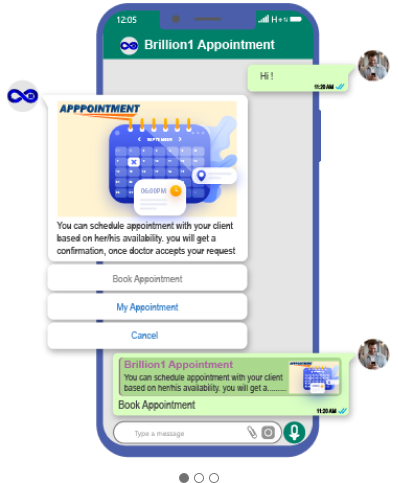 12:05
H+
Brillion1 Appointment
Hi !
11:20 AM
APPPOINTMENT
SEPTEMBER
06:00PM
You can schedule appointment with your client
based on her/his availability. you will get a
confirmation, once doctor accepts your request
Book Appointment
My Appointment
Cancel
Brillion1 Appointment
You can schedule appointment with your client
based on her/his availability. you will get a........
Book Appointment
11:20 AM
Type a message